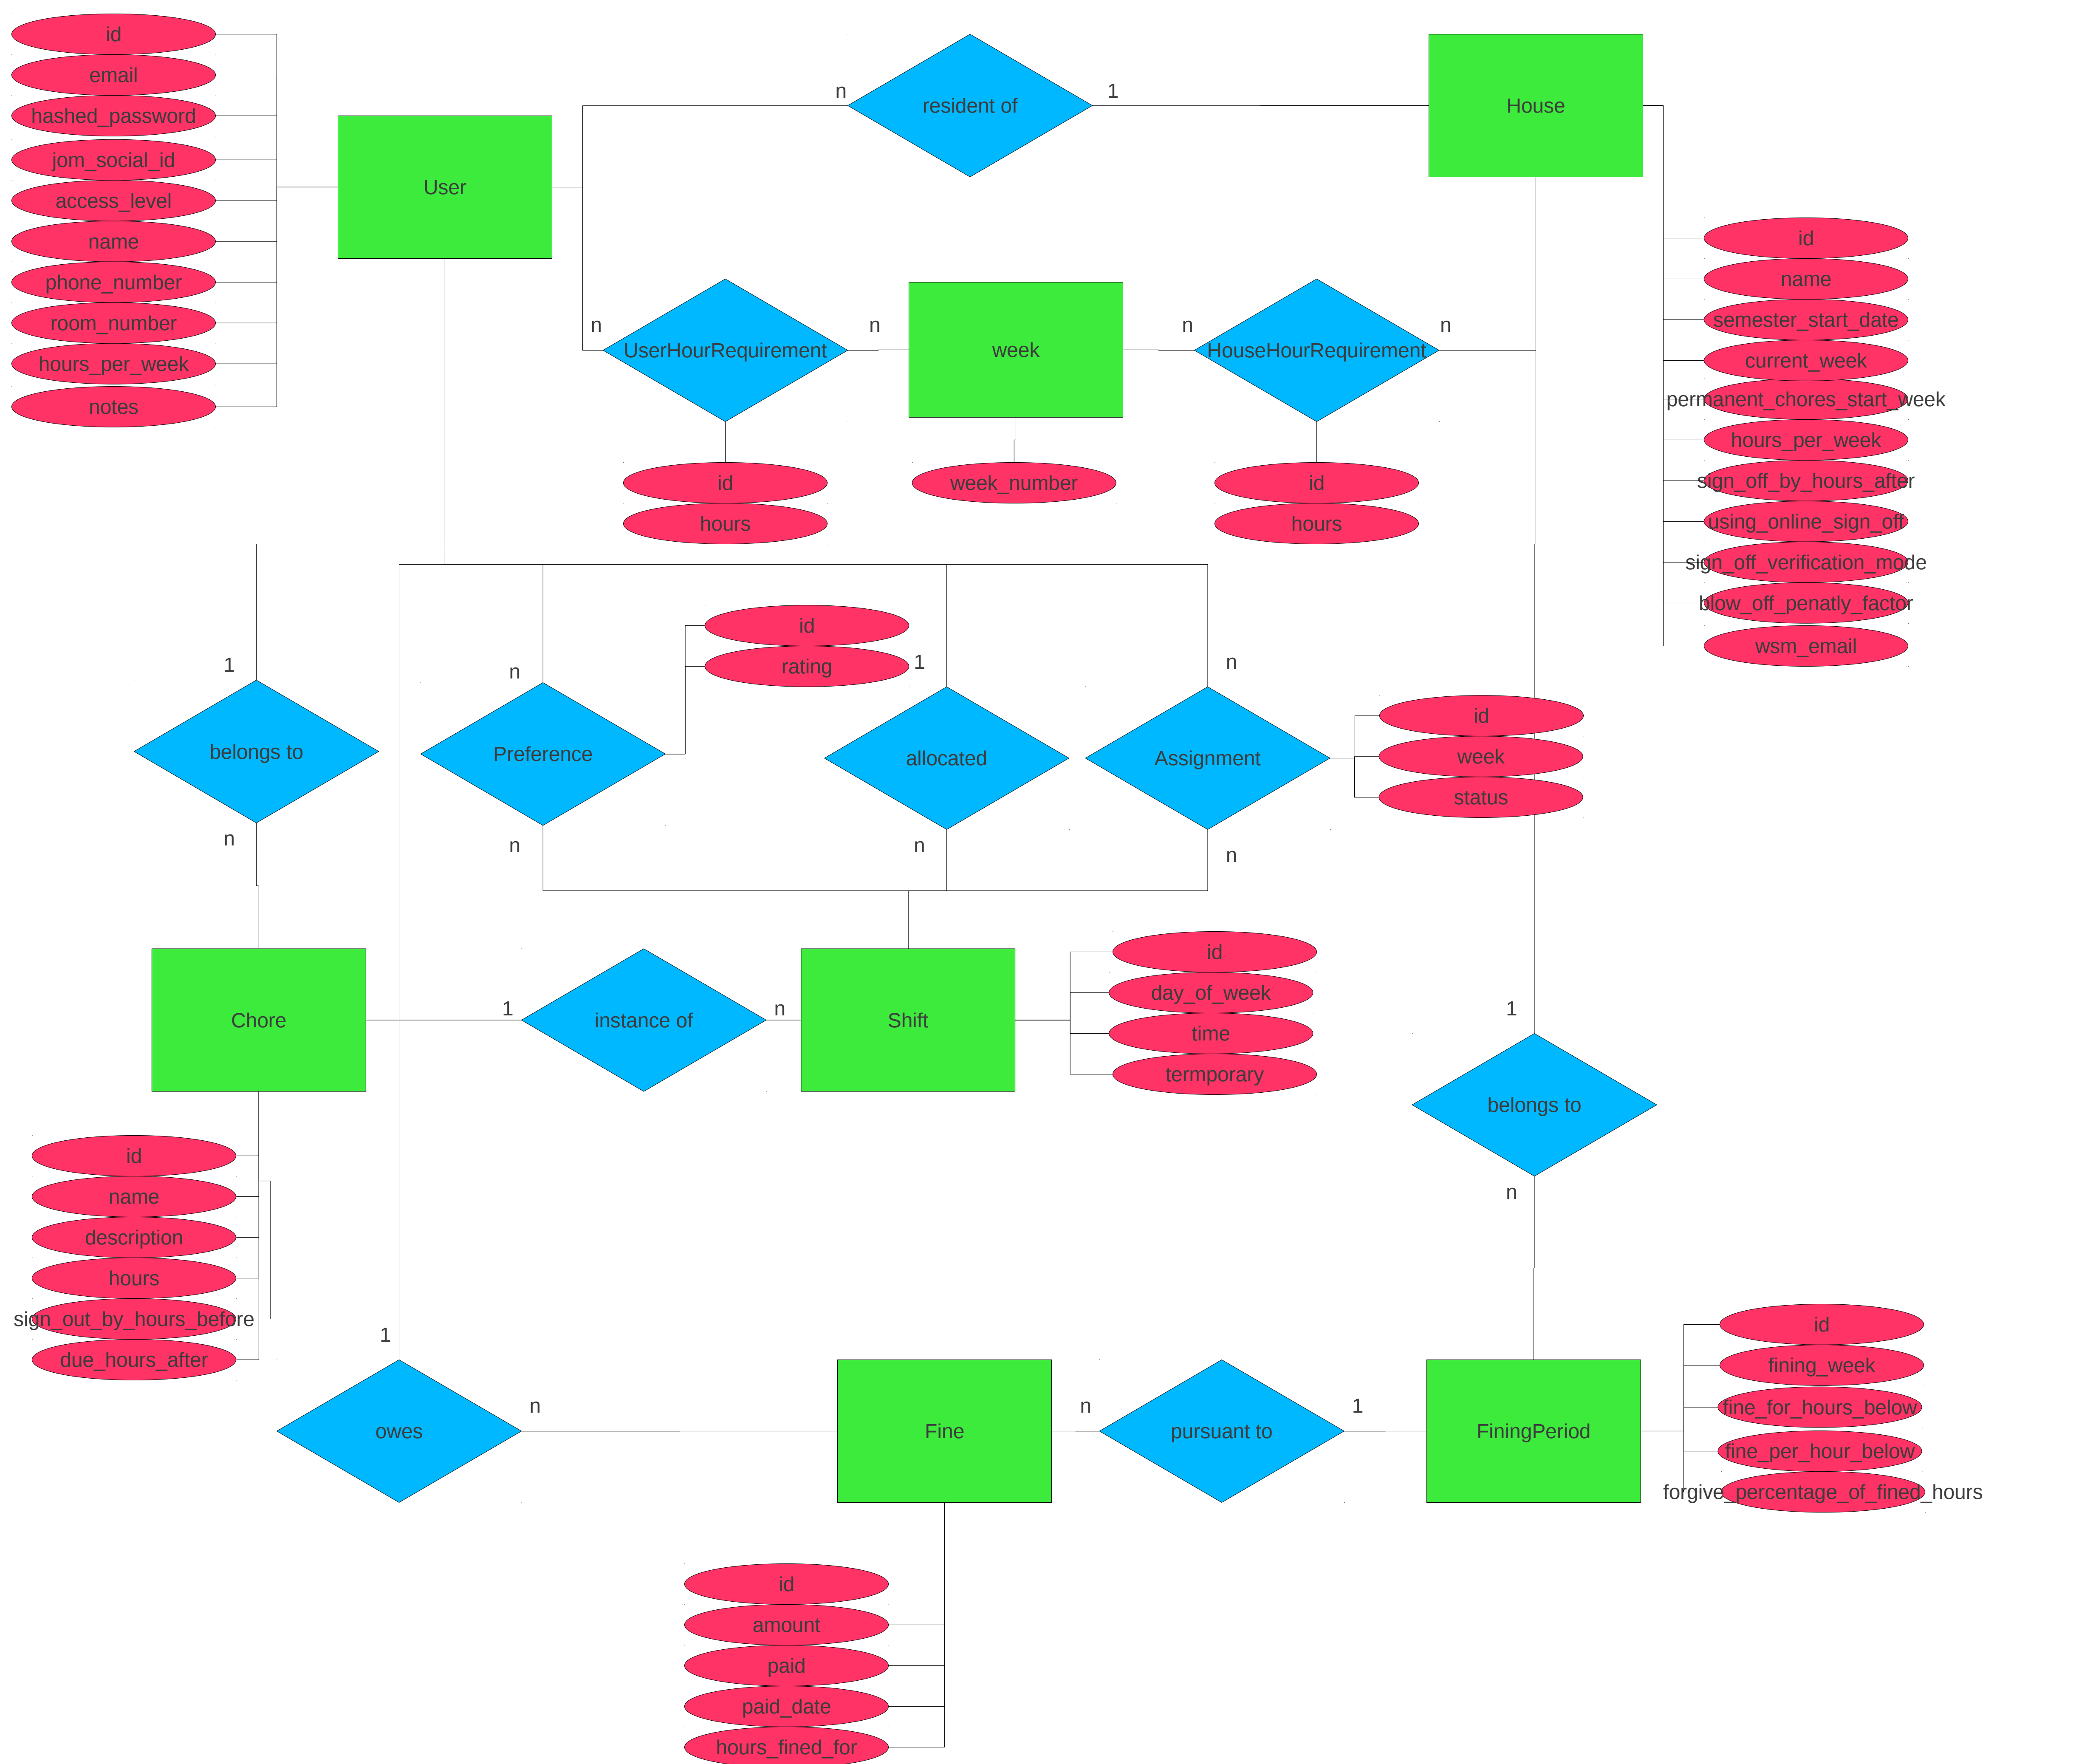 id
email
hashed_password
jom_social_id
access_level
name
phone_number
room_number
hours_per_week
notes
User
n
resident of
1
House
id
name
semester_start_date
current_week
permanent_chores_start_week
hours_per_week
sign_off_by_hours_after
using_online_sign_off
sign_off_verification_mode
blow_off_penatly_factor
wsm_email
n
UserHourRequirement
n
week
n
HouseHourRequirement
n
id
hours
week_number
id
hours
1
belongs to
n
n
Preference
n
id
rating
1
allocated
n
n
Assignment
n
id
week
status
Chore
1
instance of
n
Shift
id
day_of_week
time
termporary
1
belongs to
n
id
name
description
hours
sign_out_by_hours_before
due_hours_after
1
owes
n
Fine
n
pursuant to
1
FiningPeriod
id
fining_week
fine_for_hours_below
fine_per_hour_below
forgive_percentage_of_fined_hours
id
amount
paid
paid_date
hours_fined_for